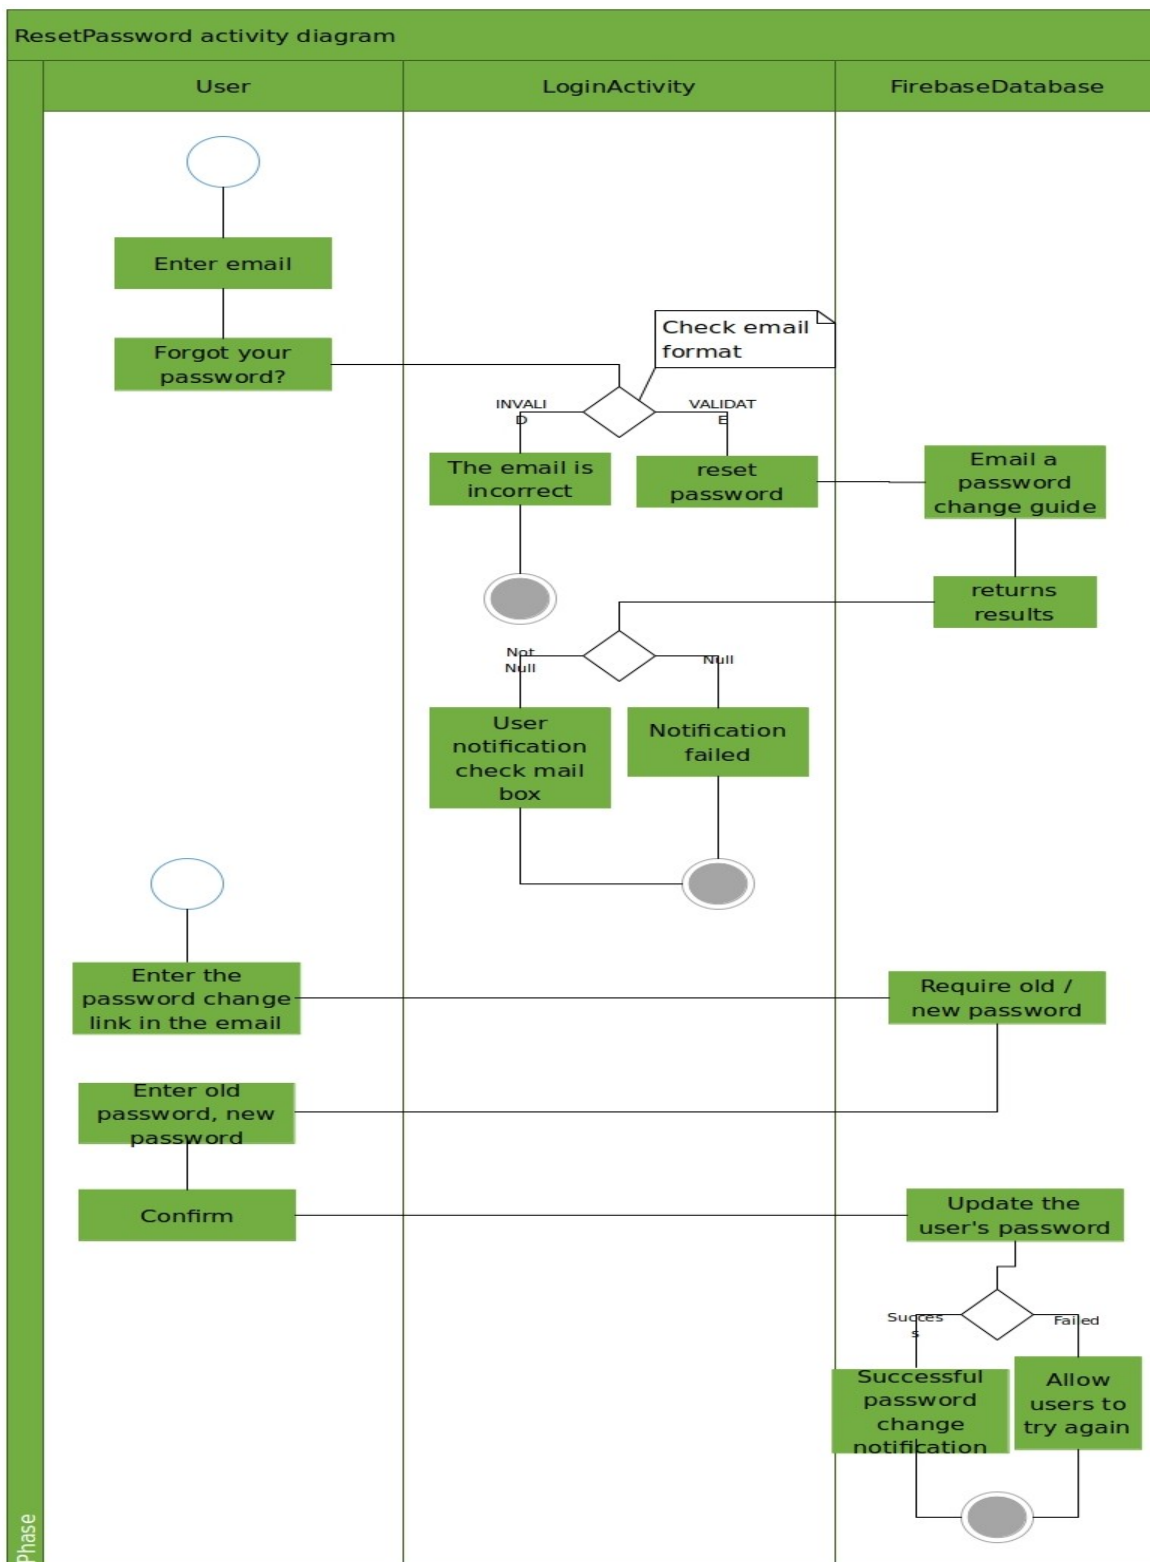 ResetPassword activity diagram
User
LoginActivity
FirebaseDatabase
Enter email
Forgot your
password?
Check email
format
INVALI
D
VALIDAT
E
The email is
incorrect
reset
password
Email a
password
change guide
returns
results
Not
Null
Null
User
notification
check mail
box
Notification
failed
Enter the
password change
link in the email
Require old /
new password
Enter old
password, new
password
Confirm
Update the
user's password
Succes
s
Failed
Successful
password
change
notification
Allow
users to
try again
Phase